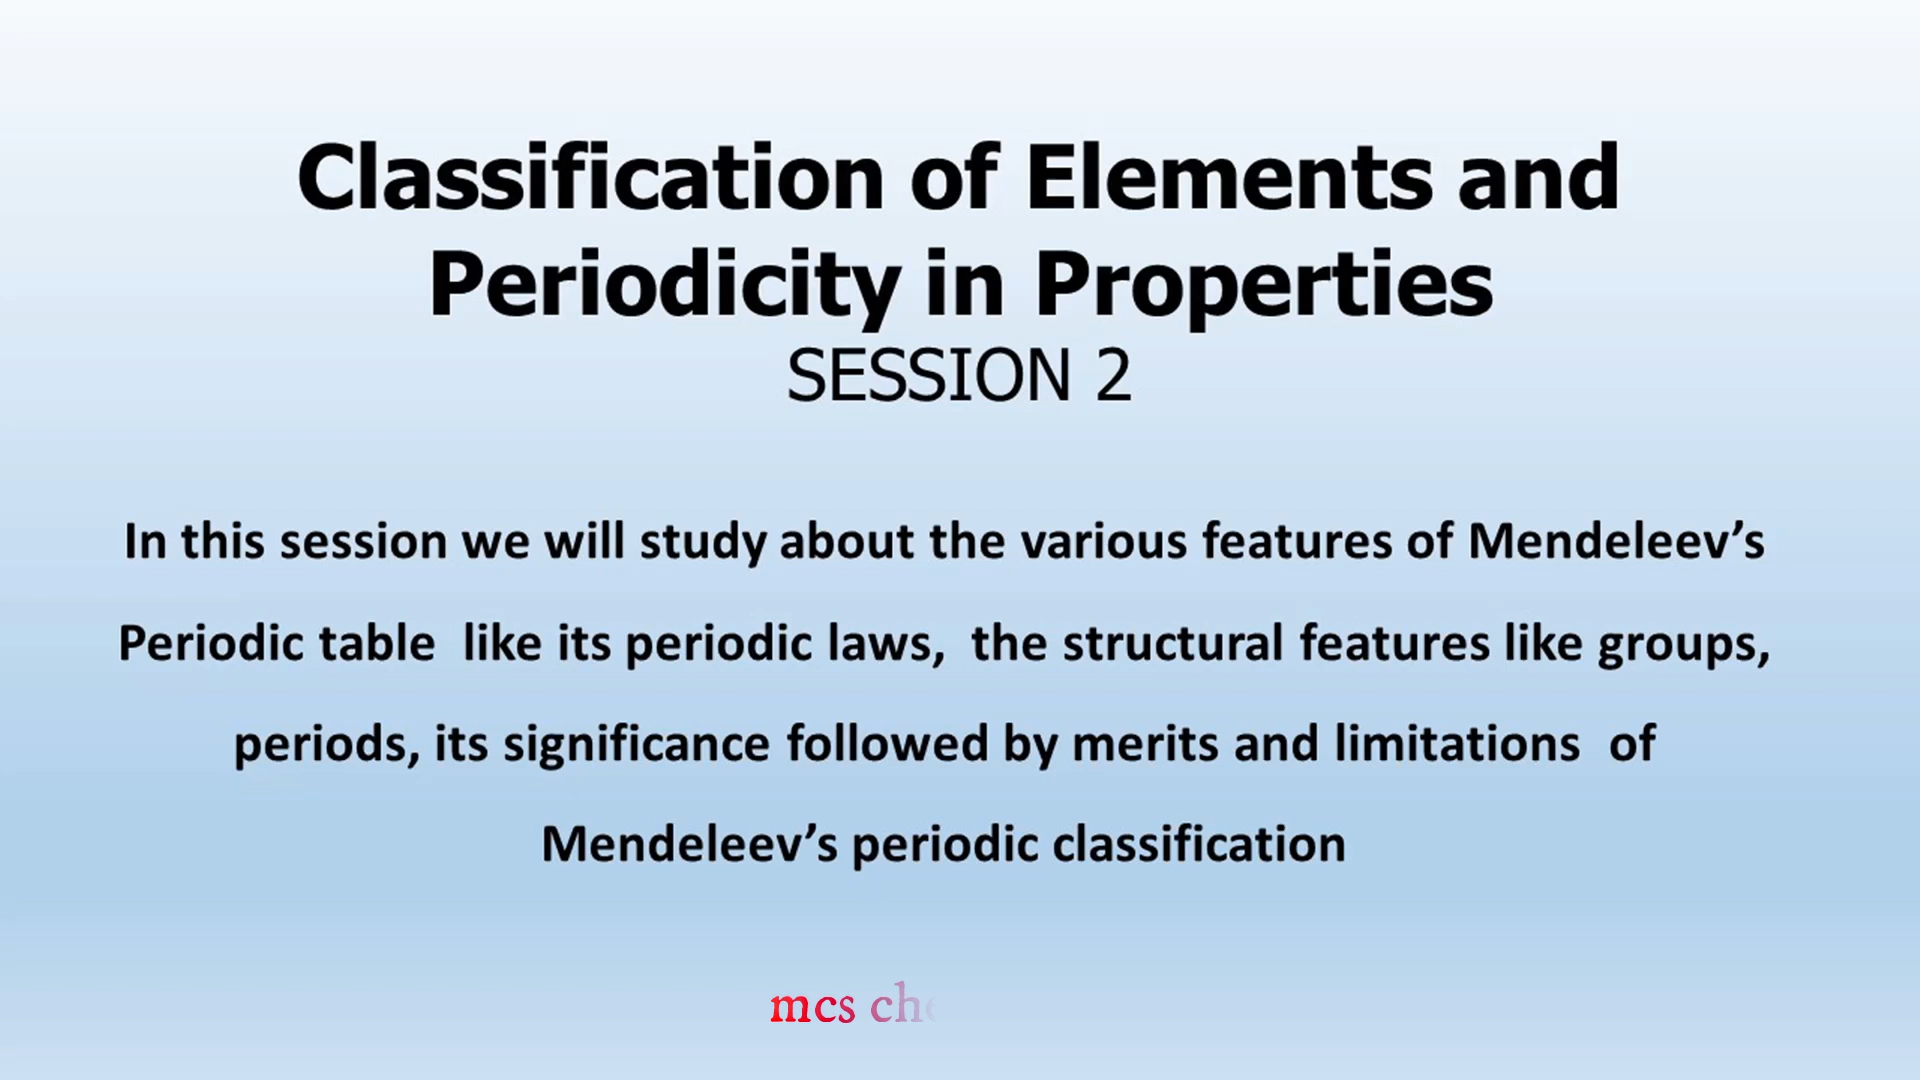 Classification of Elements and
Periodicity in Properties
SESSION 2
In this session we will study about the various features of Mendeleev’s
Periodic table like its periodic laws, the structural features like groups,
periods, its significance followed by merits and limitations of
Mendeleev’s periodic classification
mcs